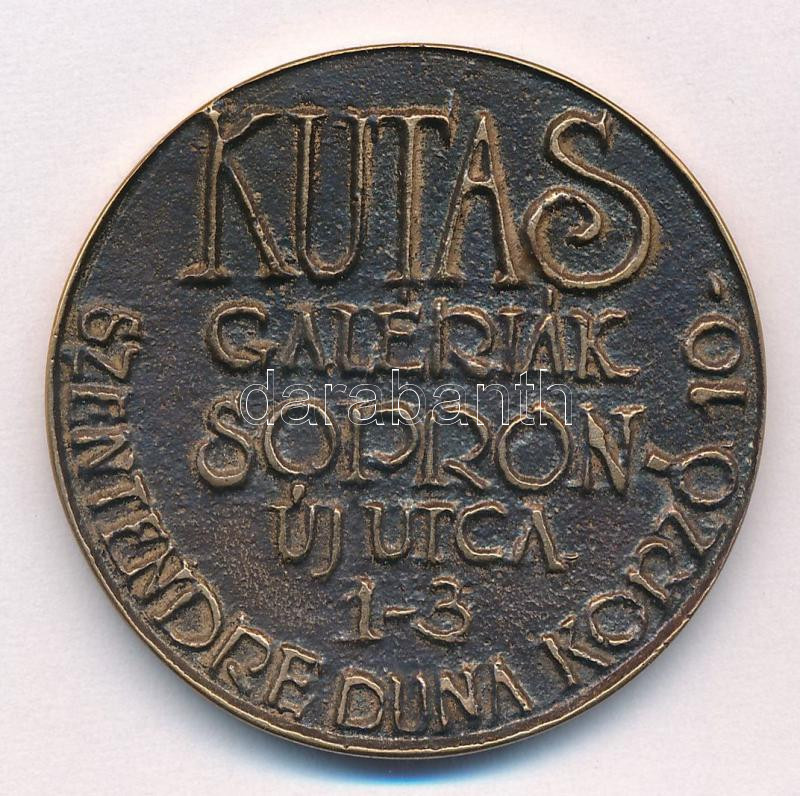 KUTAS
GALÉRIÁK
SOPRON
ÚJ UTCA
1-3
SZENTENDRE DUNA KORZÓ 10-
darabanth